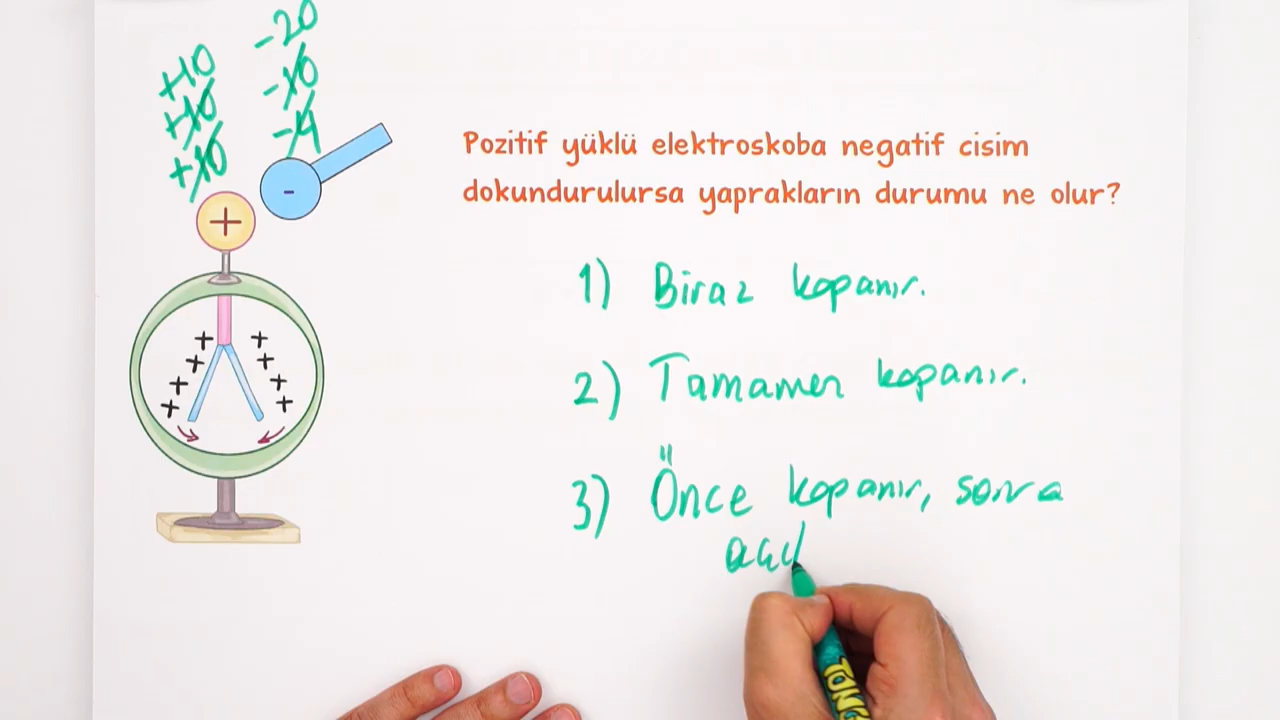 -20
+10
-10
+10
-4
+10
-
+
Pozitif yüklü elektroskoba negatif cisim
dokundurulursa yaprakların durumu ne olur?
1) Biraz kapanır.
2) Tamamen kapanır.
3) Önce kapanır, sonra
açıl
+ +
+ +
+ +
+ +